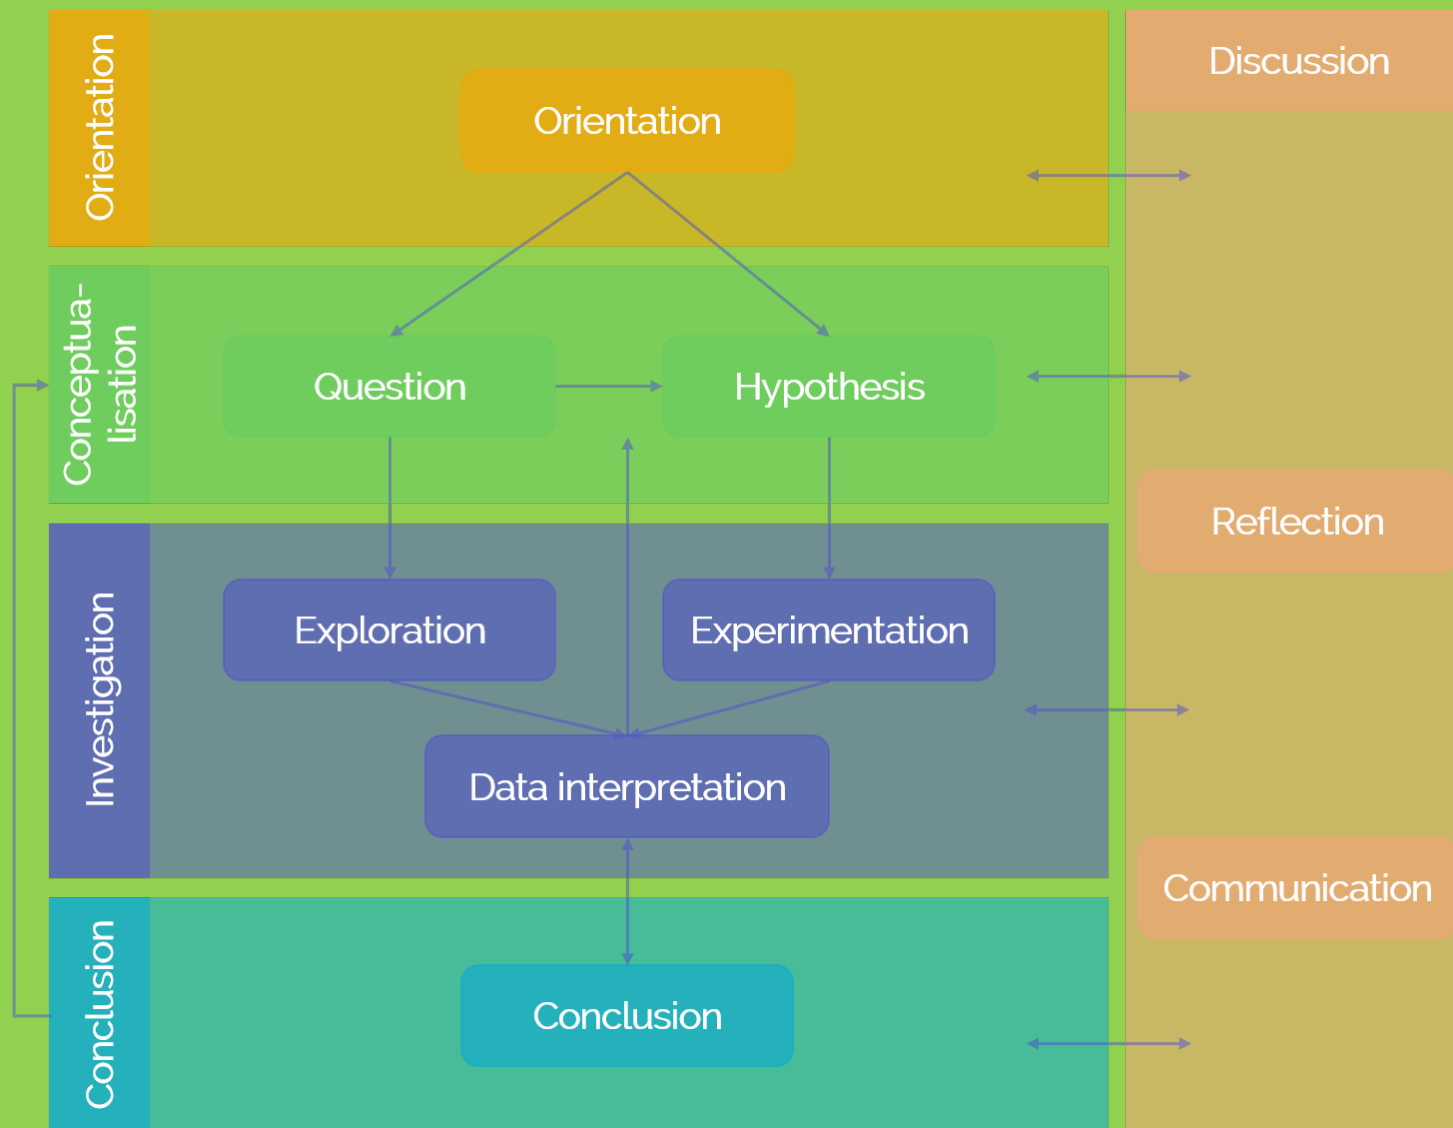 Orientation
Orientation
Discussion
Conceptua-
lisation
Question
Hypothesis
Reflection
Investigation
Exploration
Experimentation
Data interpretation
Communication
Conclusion
Conclusion